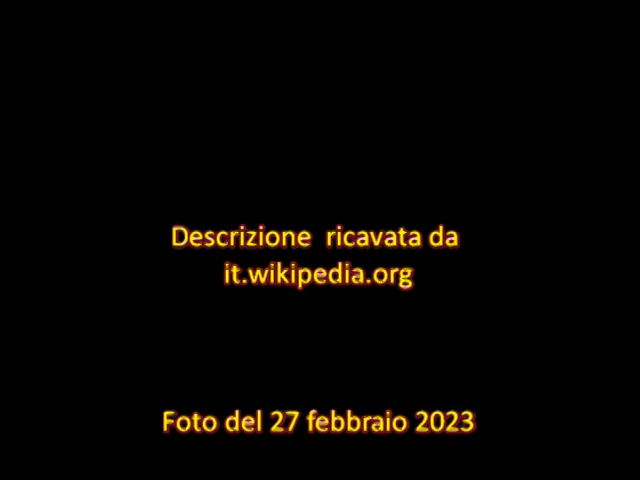 Descrizione  ricavata da
it.wikipedia.org
Foto del 27 febbraio 2023